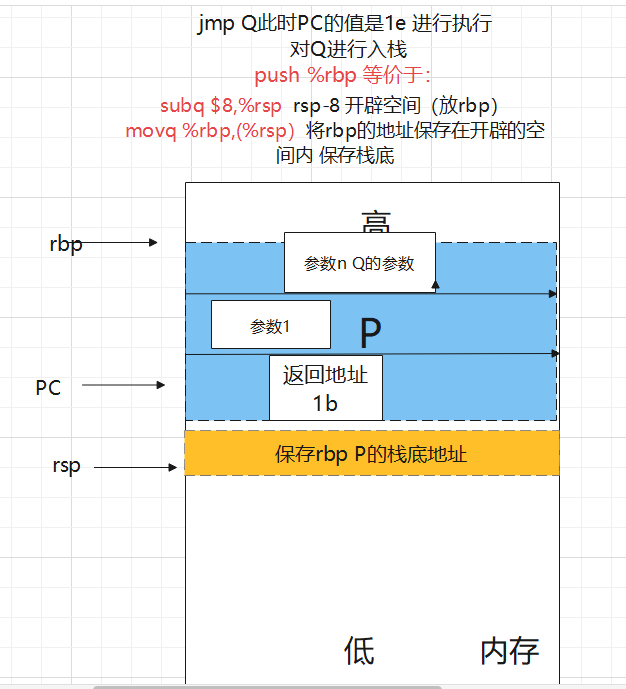 jmp Q此时PC的值是1e 进行执行
对Q进行入栈
push %rbp 等价于：
subq $8,%rsp rsp-8 开辟空间（放rbp）
movq %rbp,(%rsp）将rbp的地址保存在开辟的空
间内 保存栈底
高
rbp
参数n Q的参数
参数1
P
返回地址
1b
PC
保存rbp P的栈底地址
rsp
低
内存